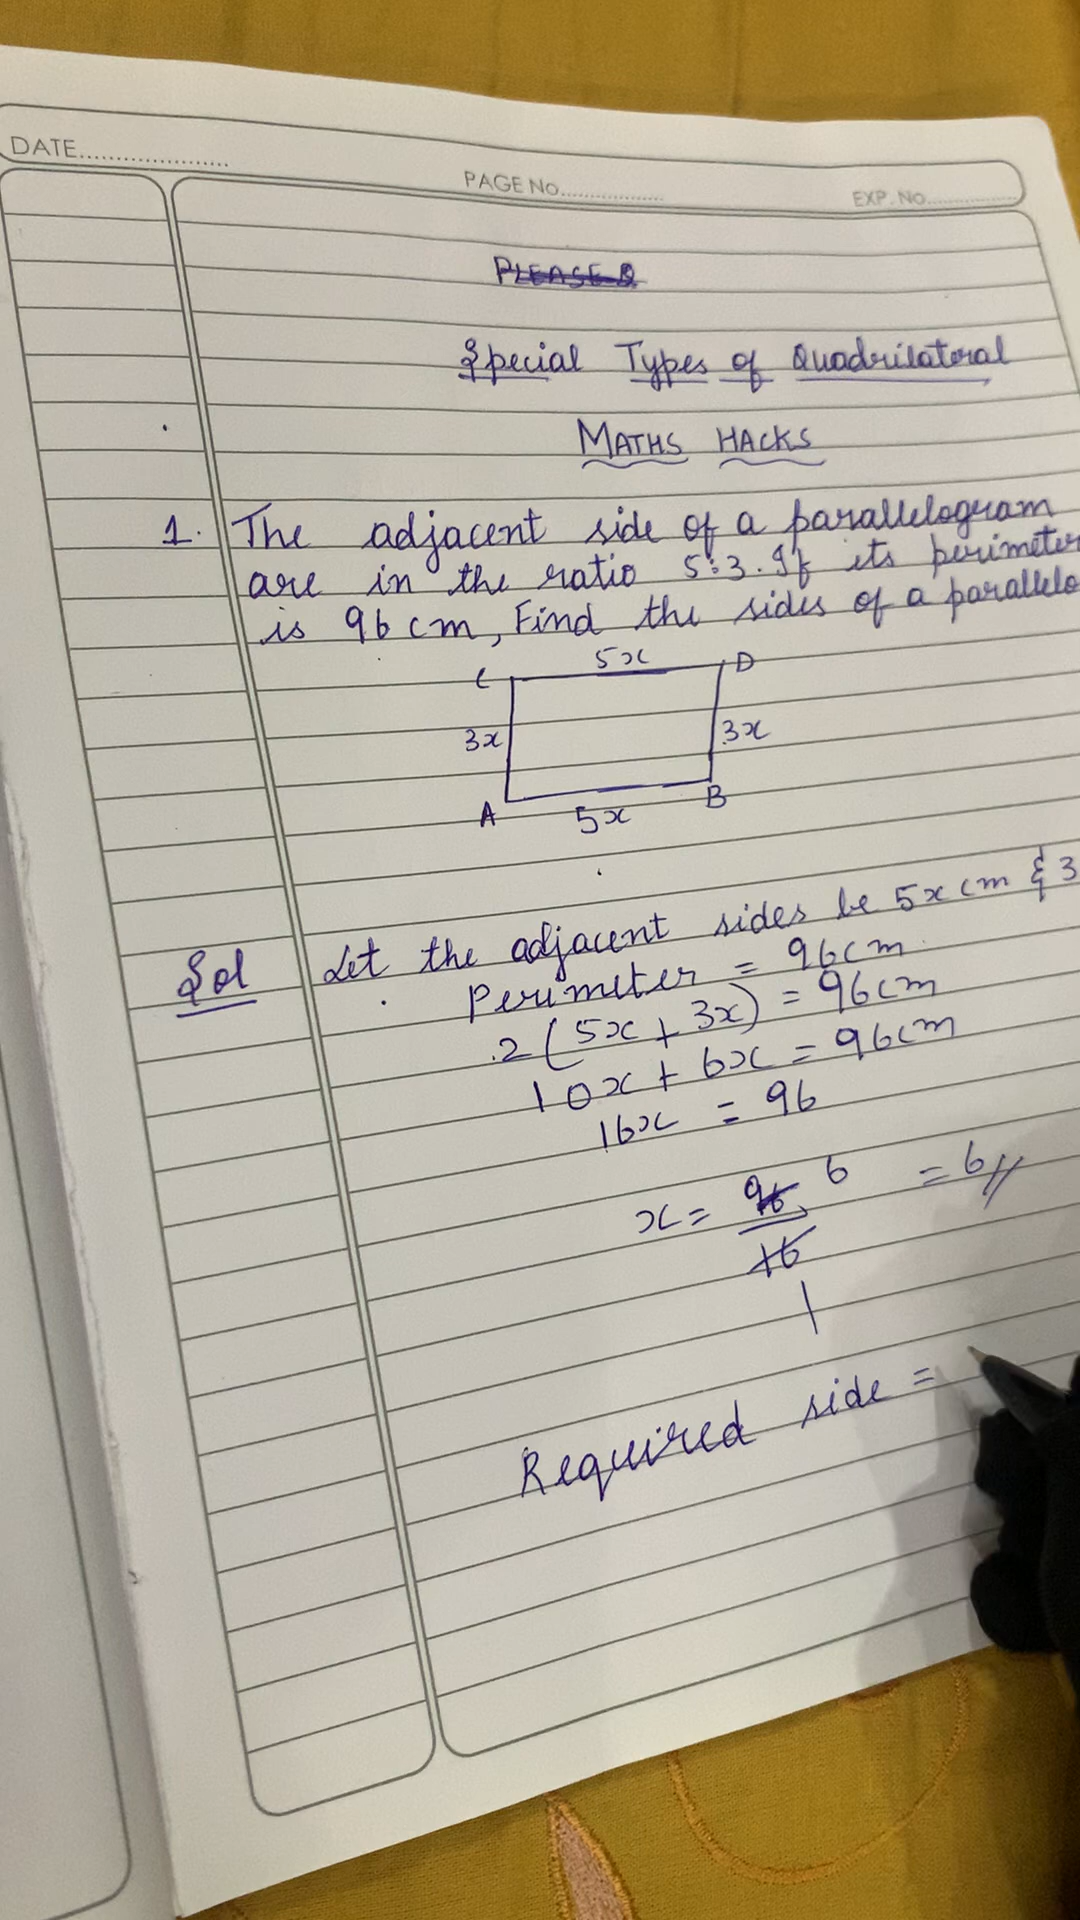 DATE
PAGE No.
EXP. No.
PLEASE
Special Types of Quadrilateral
MATHS HACKS
1. The adjacent side of a parallelogram
are in the ratio 5:3. If its perimeter
is 96 cm, Find the sides of a parallelo
5x
C D
3x 3x
A B
5x
Sol Let the adjacent sides be 5x cm & 3
Perimeter = 96cm
2(5x + 3x) = 96cm
10x + 6x = 96cm
16x = 96
x = 96 6 = 6//
16
1
Required side =